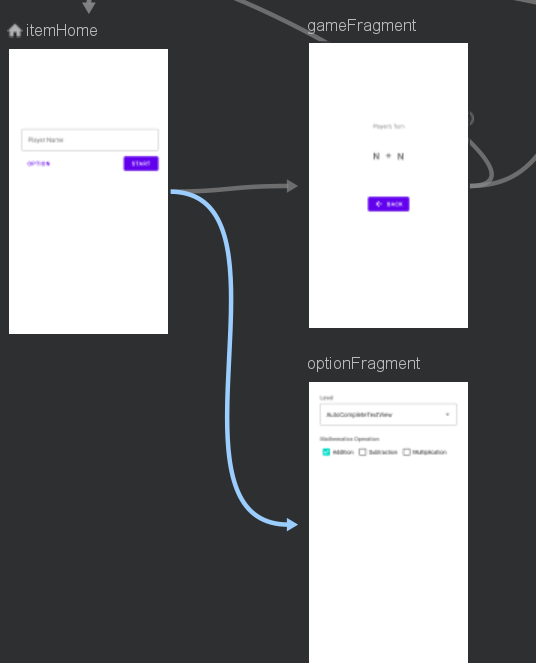 itemHome
gameFragment
Player Name
OPTION
START
Player's Turn
N + N
BACK
optionFragment
Level
AutoCompleteTextView
Mathematics Operation
Addition
Subtraction
Multiplication